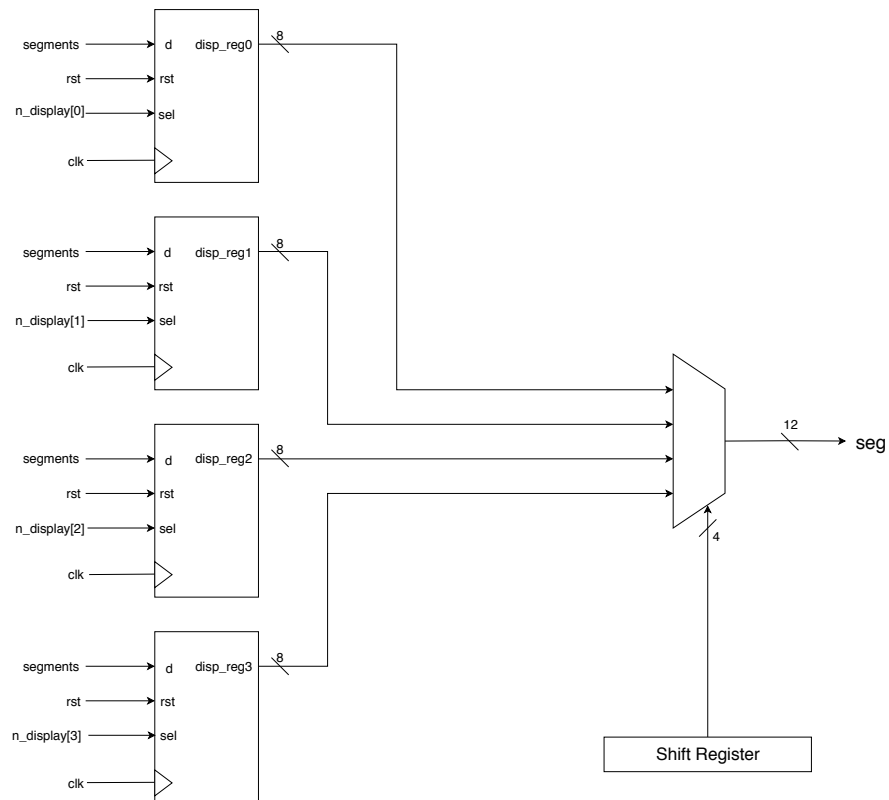 segments d disp_reg0 8
rst rst
n_display[0] sel
clk
segments d disp_reg1 8
rst rst
n_display[1] sel
clk
segments d disp_reg2 8
rst rst
n_display[2] sel
clk
segments d disp_reg3 8
rst rst
n_display[3] sel
clk
12
seg
4
Shift Register